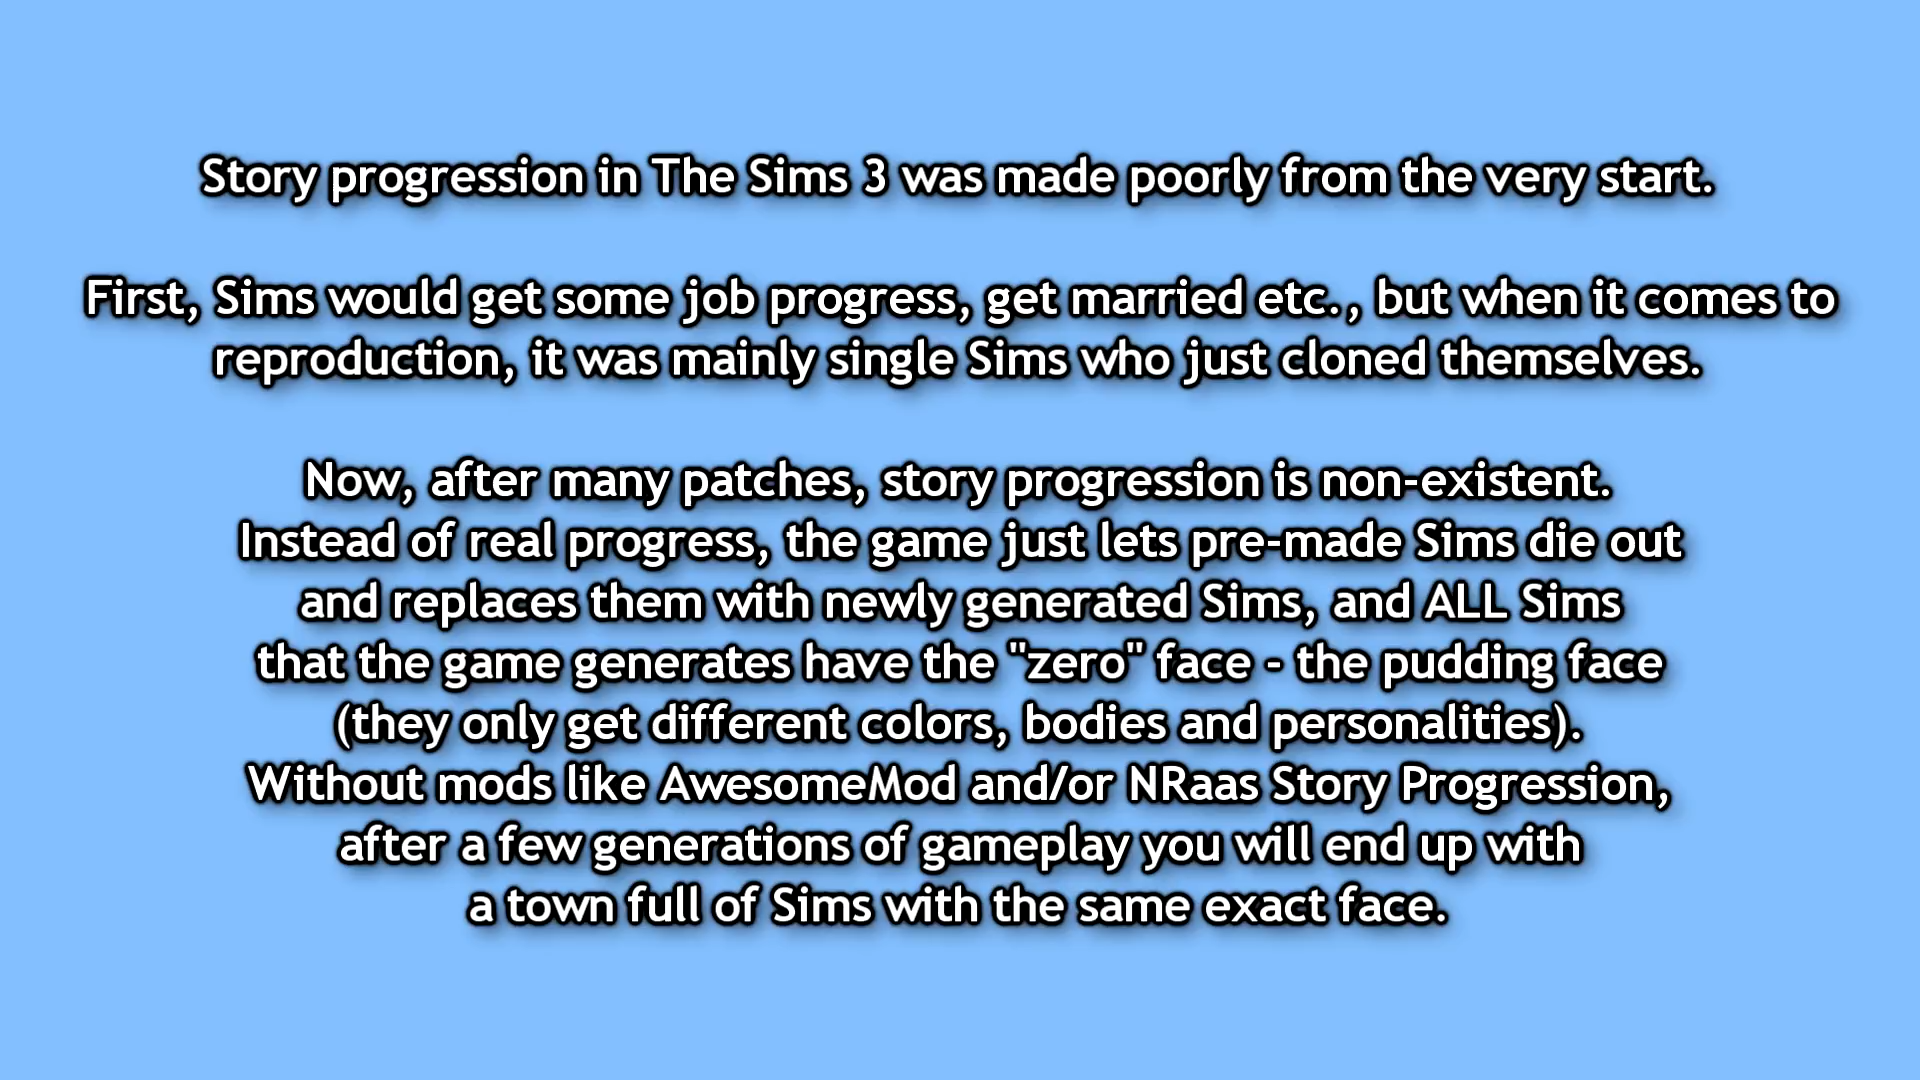 Story progression in The Sims 3 was made poorly from the very start.
First, Sims would get some job progress, get married etc., but when it comes to
reproduction, it was mainly single Sims who just cloned themselves.
Now, after many patches, story progression is non-existent.
Instead of real progress, the game just lets pre-made Sims die out
and replaces them with newly generated Sims, and ALL Sims
that the game generates have the "zero" face - the pudding face
(they only get different colors, bodies and personalities).
Without mods like AwesomeMod and/or NRaas Story Progression,
after a few generations of gameplay you will end up with
a town full of Sims with the same exact face.